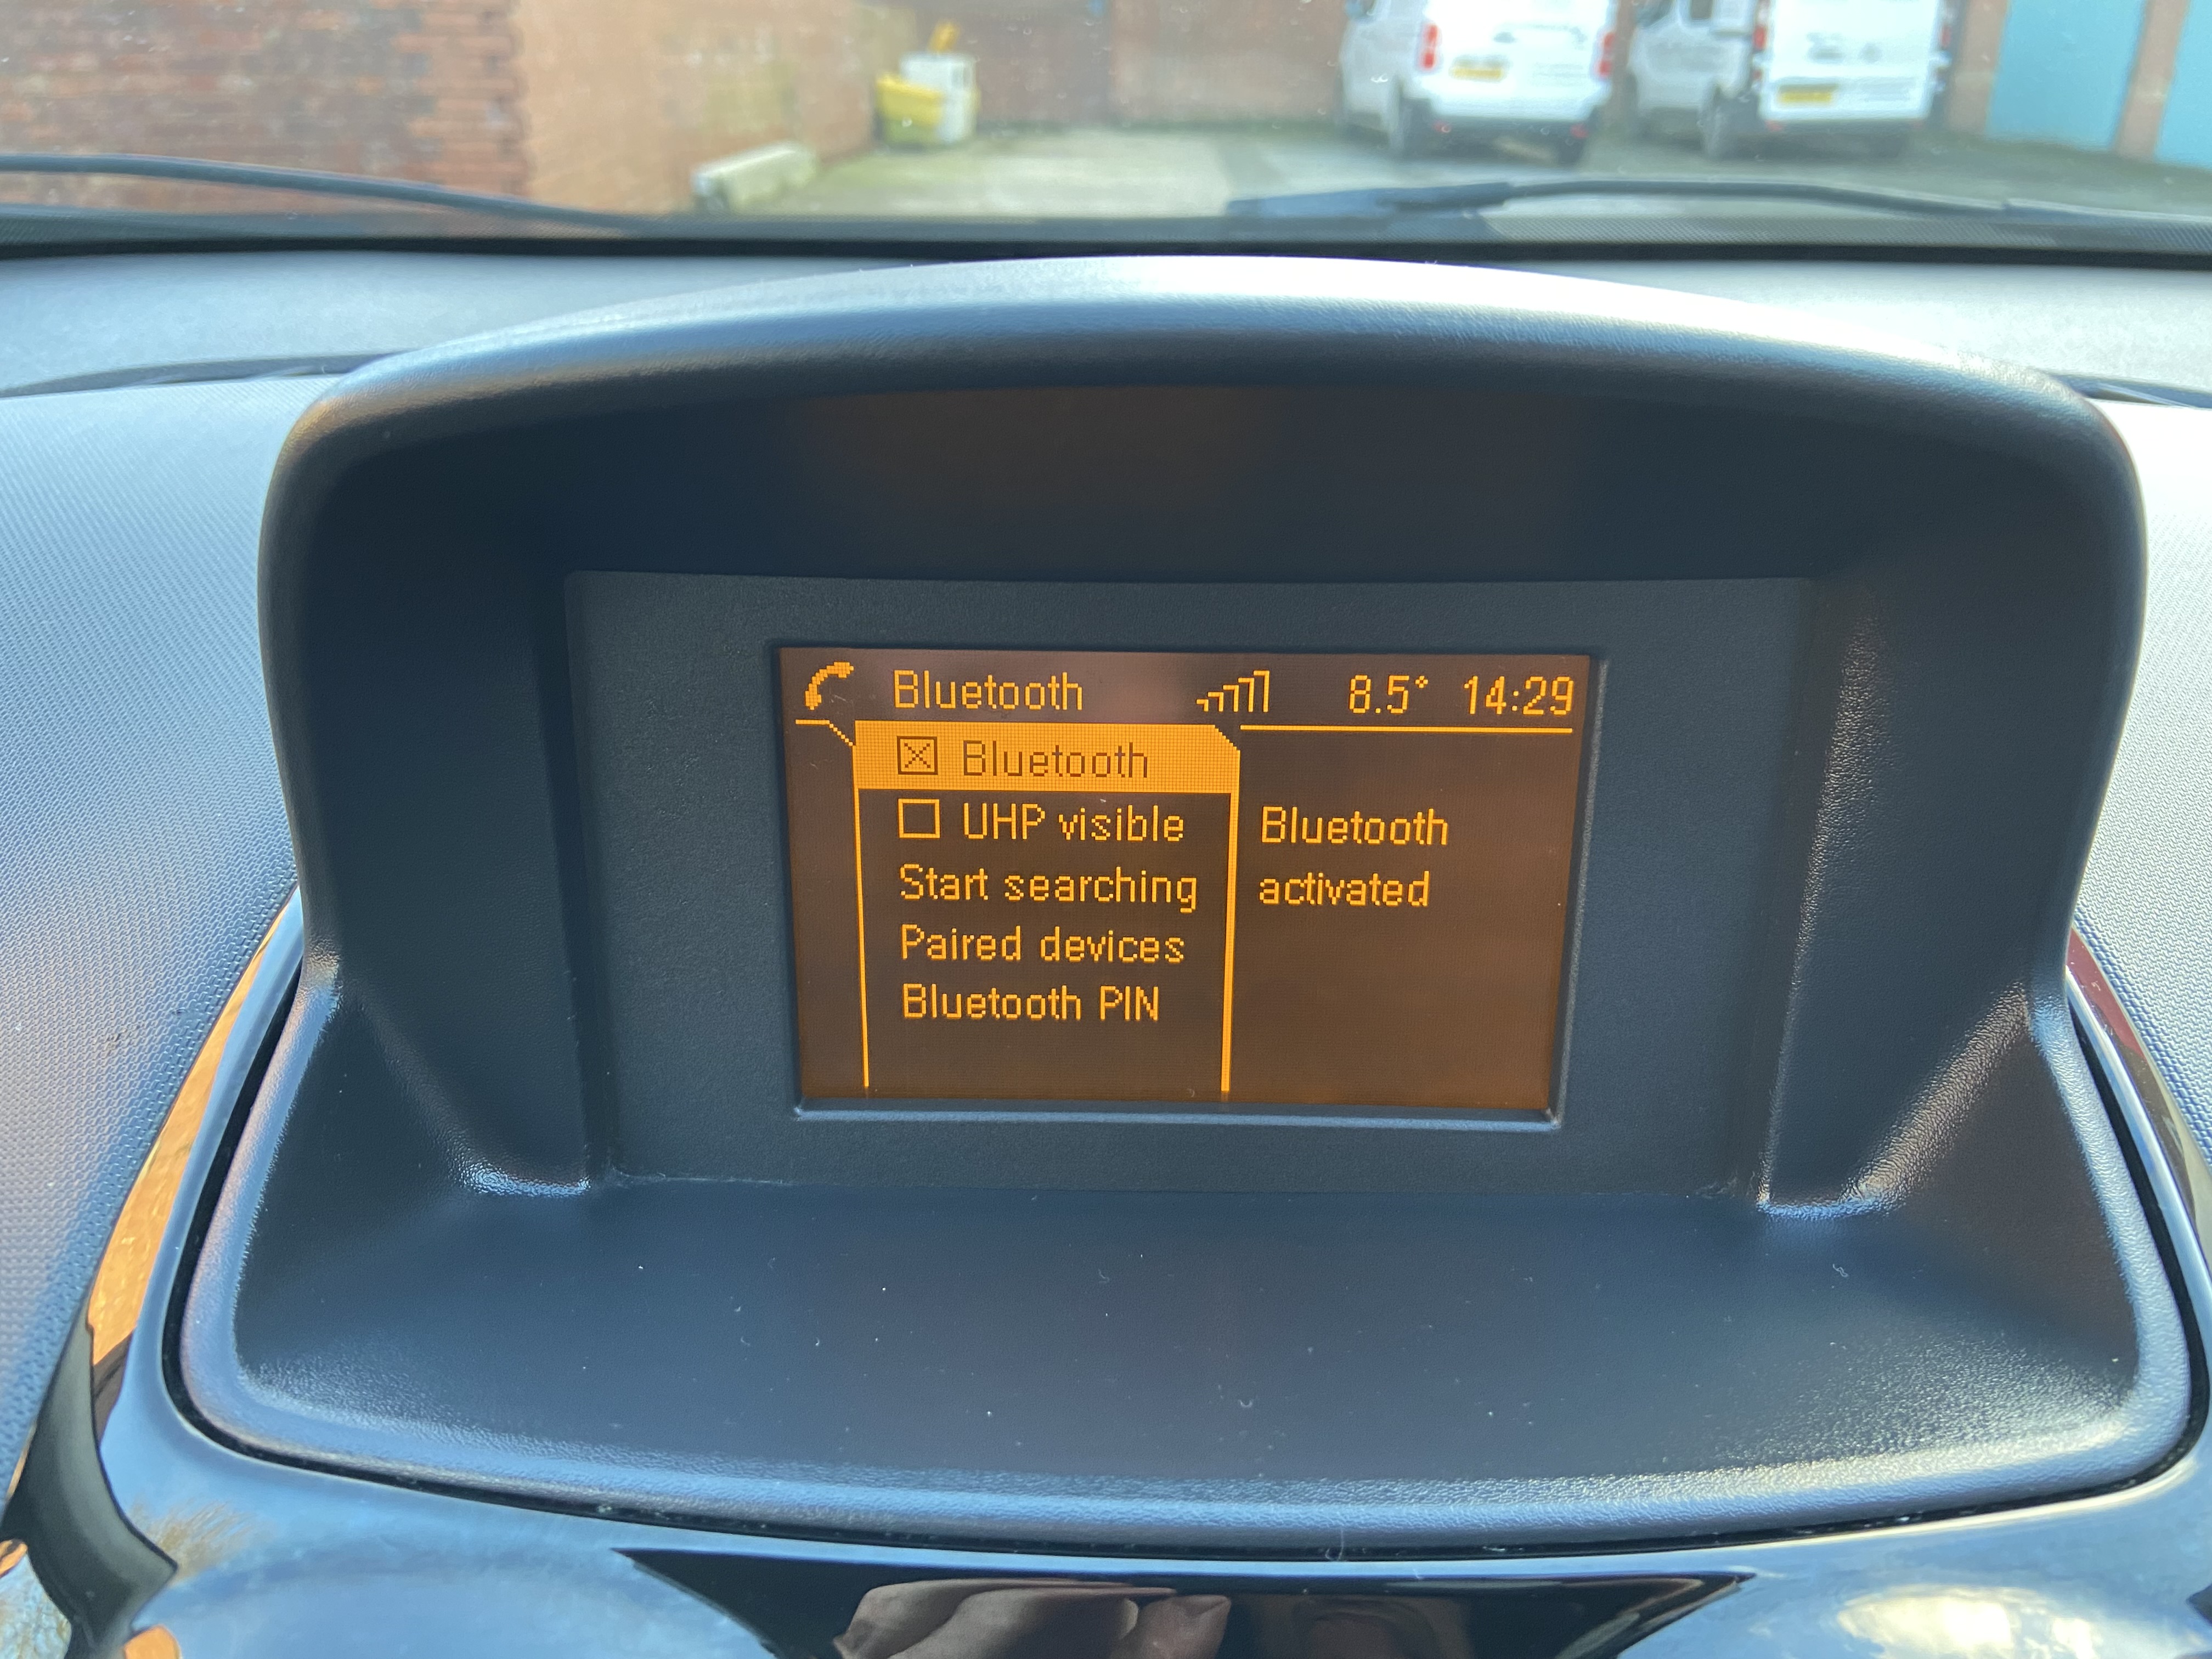 Bluetooth 8.5° 14:29
Bluetooth
UHP visible
Start searching
Paired devices
Bluetooth PIN
Bluetooth
activated